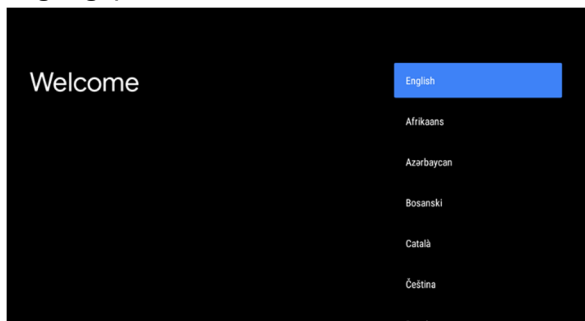 Welcome
English
Afrikaans
Azərbaycan
Bosanski
Català
Čeština